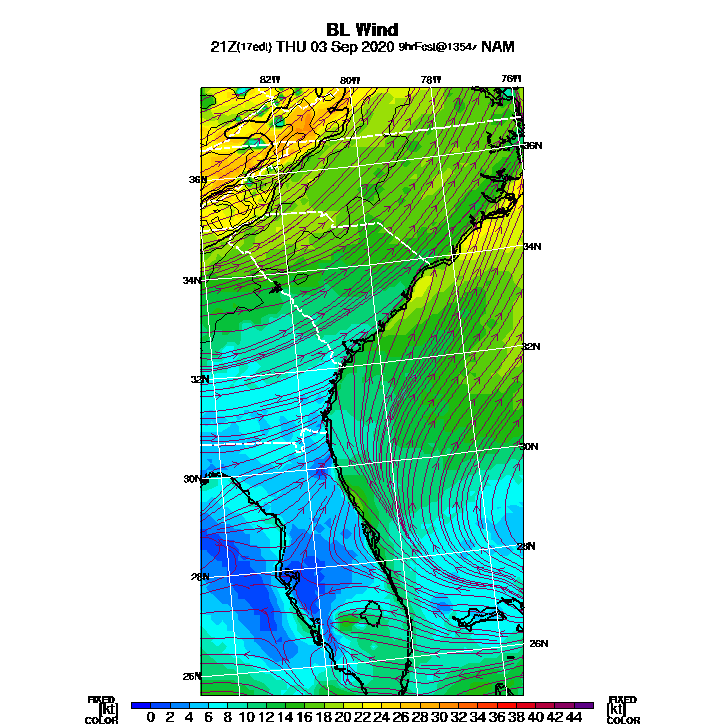 BL Wind
21Z(17edt) THU 03 Sep 2020 9hrFcst@1354z NAM
82W 80W 78W 76W
36N 36N
34N 34N
32N 32N
30N 30N
28N 28N
26N 26N
FIXED FIXED
[kt] 0 2 4 6 8 10 12 14 16 18 20 22 24 26 28 30 32 34 36 38 40 42 44 [kt]
COLOR COLOR